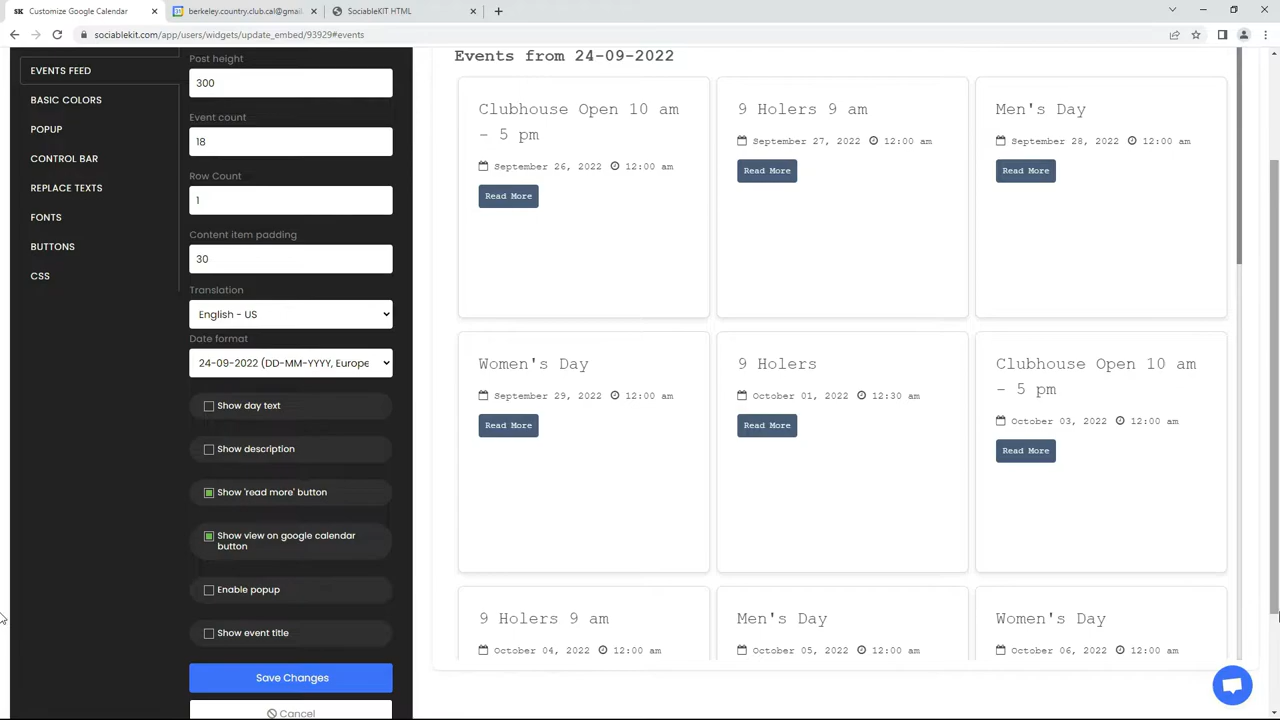 SK Customize Google Calendar
berkeley.country.club.cal@gmail.
SociableKIT HTML
sociablekit.com/app/users/widgets/update_embed/93929#events
EVENTS FEED
BASIC COLORS
POPUP
CONTROL BAR
REPLACE TEXTS
FONTS
BUTTONS
CSS
Post height
300
Event count
18
Row Count
1
Content item padding
30
Translation
English - US
Date format
24-09-2022 (DD-MM-YYYY, Europe
Show day text
Show description
Show 'read more' button
Show view on google calendar
button
Enable popup
Show event title
Save Changes
Cancel
Events from 24-09-2022
Clubhouse Open 10 am
- 5 pm
September 26, 2022 12:00 am
Read More
9 Holers 9 am
September 27, 2022 12:00 am
Read More
Men's Day
September 28, 2022 12:00 am
Read More
Women's Day
September 29, 2022 12:00 am
Read More
9 Holers
October 01, 2022 12:30 am
Read More
Clubhouse Open 10 am
- 5 pm
October 03, 2022 12:00 am
Read More
9 Holers 9 am
October 04, 2022 12:00 am
Men's Day
October 05, 2022 12:00 am
Women's Day
October 06, 2022 12:00 am